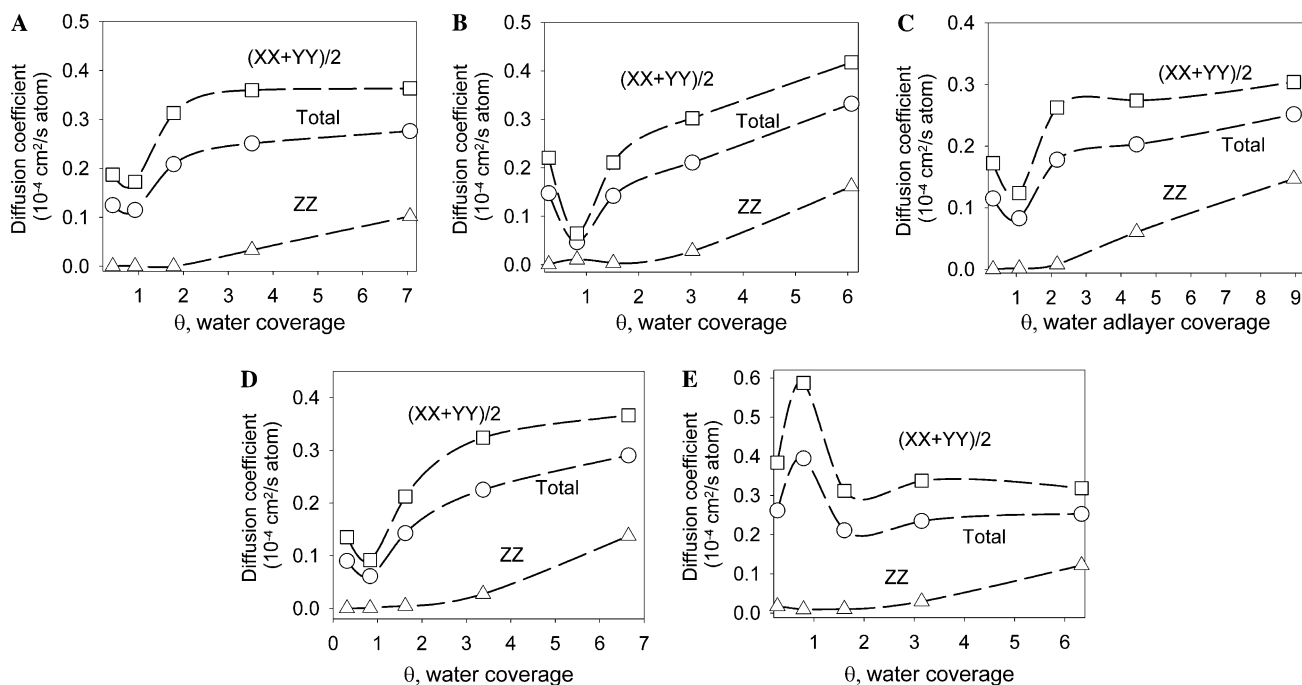 A
Diffusion coefficient
(10⁻⁴ cm²/s atom)
0.5
0.4
0.3
0.2
0.1
0.0
(XX+YY)/2
Total
ZZ
1 2 3 4 5 6 7
θ, water coverage
B
Diffusion coefficient
(10⁻⁴ cm²/s atom)
0.5
0.4
0.3
0.2
0.1
0.0
(XX+YY)/2
Total
ZZ
1 2 3 4 5 6
θ, water coverage
C
Diffusion coefficient
(10⁻⁴ cm²/s atom)
0.4
0.3
0.2
0.1
0.0
(XX+YY)/2
Total
ZZ
1 2 3 4 5 6 7 8 9
θ, water adlayer coverage
D
Diffusion coefficient
(10⁻⁴ cm²/s atom)
0.4
0.3
0.2
0.1
0.0
(XX+YY)/2
Total
ZZ
0 1 2 3 4 5 6 7
θ, water coverage
E
Diffusion coefficient
(10⁻⁴ cm²/s atom)
0.6
0.5
0.4
0.3
0.2
0.1
0.0
(XX+YY)/2
Total
ZZ
1 2 3 4 5 6
θ, water coverage